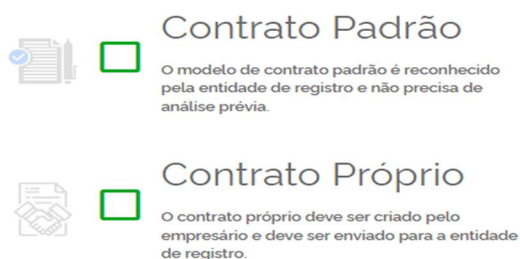 Contrato Padrão
O modelo de contrato padrão é reconhecido
pela entidade de registro e não precisa de
análise prévia.
Contrato Próprio
O contrato próprio deve ser criado pelo
empresário e deve ser enviado para a entidade
de registro.